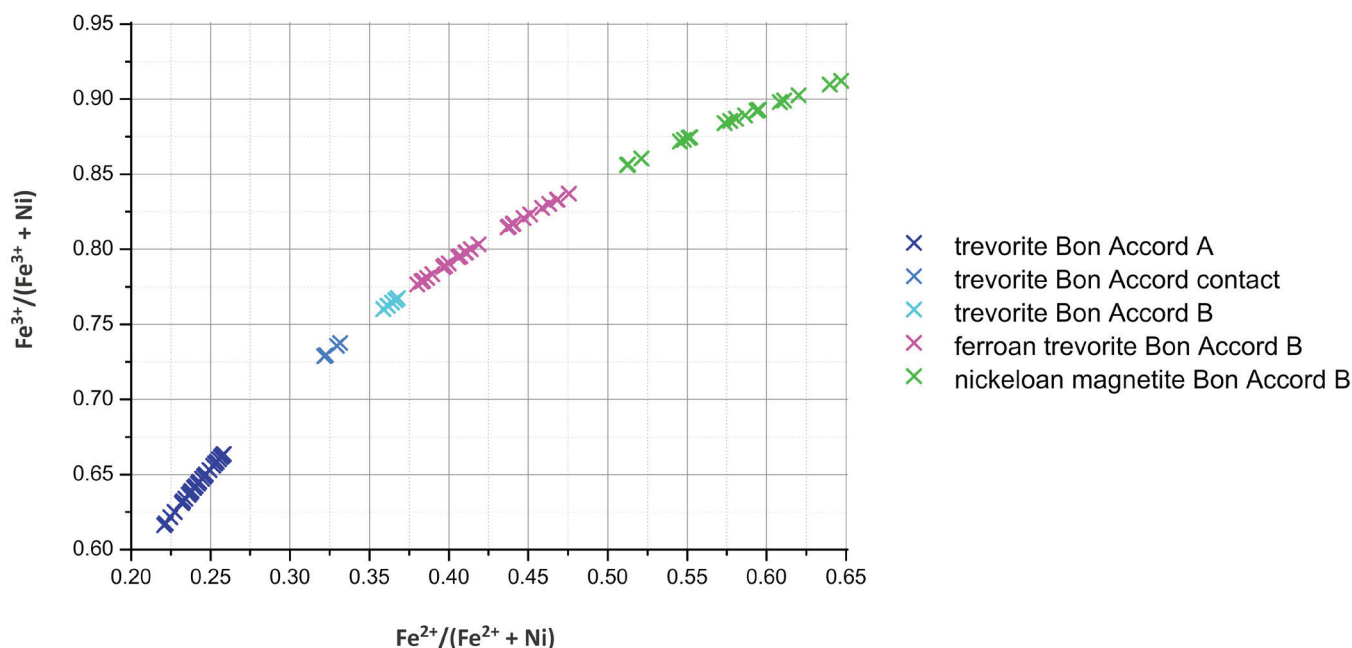 0.95
0.90
0.85
0.80
0.75
0.70
0.65
0.60
Fe³⁺/(Fe³⁺ + Ni)
0.20 0.25 0.30 0.35 0.40 0.45 0.50 0.55 0.60 0.65
Fe²⁺/(Fe²⁺ + Ni)
trevorite Bon Accord A
trevorite Bon Accord contact
trevorite Bon Accord B
ferroan trevorite Bon Accord B
nickeloan magnetite Bon Accord B